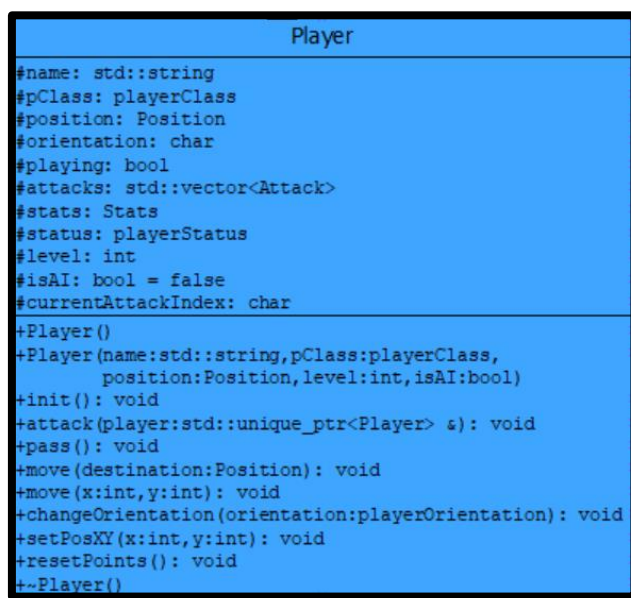 Player
#name: std::string
#pClass: playerClass
#position: Position
#orientation: char
#playing: bool
#attacks: std::vector<Attack>
#stats: Stats
#status: playerStatus
#level: int
#isAI: bool = false
#currentAttackIndex: char
+Player()
+Player(name:std::string,pClass:playerClass,
position:Position,level:int,isAI:bool)
+init(): void
+attack(player:std::unique_ptr<Player> &): void
+pass(): void
+move(destination:Position): void
+move(x:int,y:int): void
+changeOrientation(orientation:playerOrientation): void
+setPosXY(x:int,y:int): void
+resetPoints(): void
+~Player()